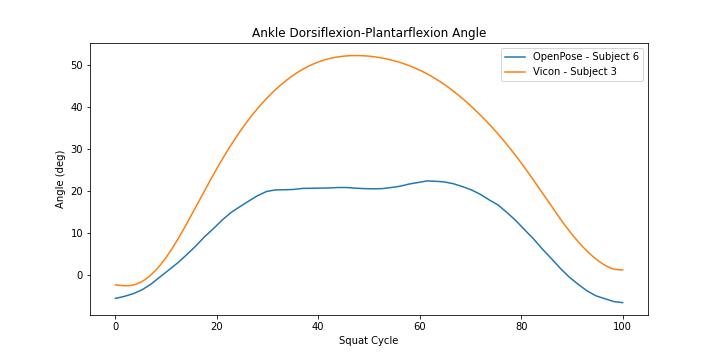 Ankle Dorsiflexion-Plantarflexion Angle
OpenPose - Subject 6
Vicon - Subject 3
50
40
30
20
10
0
Angle (deg)
0 20 40 60 80 100
Squat Cycle